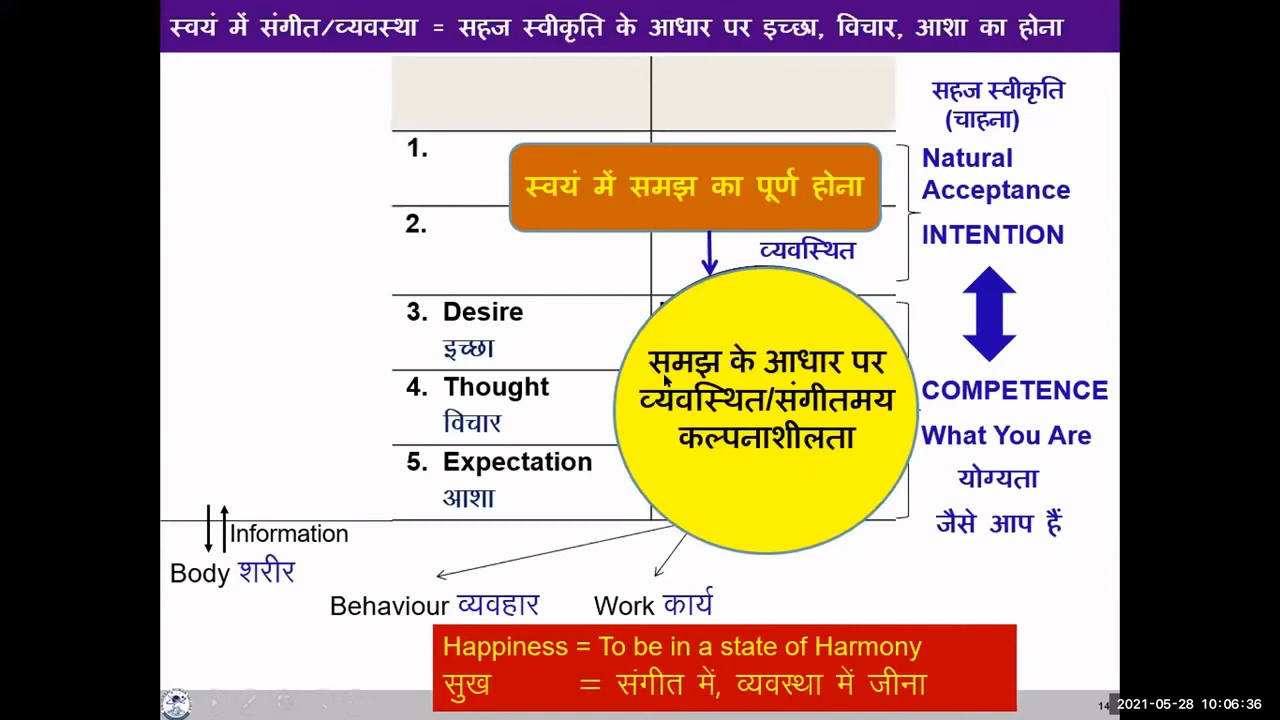 स्वयं में संगीत/व्यवस्था = सहज स्वीकृति के आधार पर इच्छा, विचार, आशा का होना
सहज स्वीकृति
(चाहना)
1.
स्वयं में समझ का पूर्ण होना
Natural
Acceptance
2.
व्यवस्थित
INTENTION
3. Desire
इच्छा
समझ के आधार पर
व्यवस्थित/संगीतमय
कल्पनाशीलता
4. Thought
विचार
COMPETENCE
What You Are
5. Expectation
आशा
योग्यता
जैसे आप हैं
Information
Body शरीर
Behaviour व्यवहार
Work कार्य
Happiness = To be in a state of Harmony
सुख = संगीत में, व्यवस्था में जीना
14
2021-05-28 10:06:36